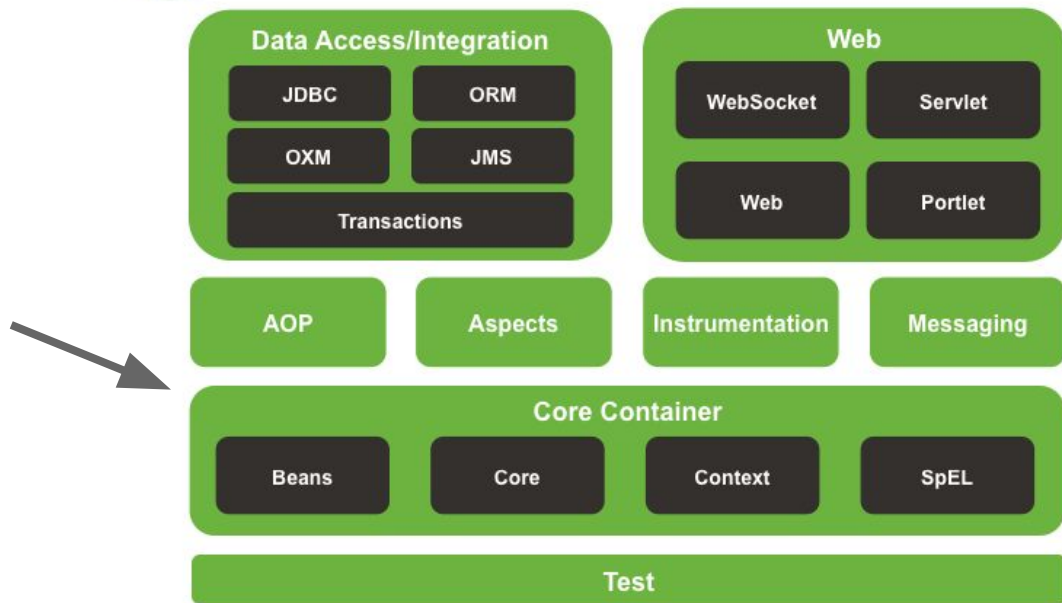 Data Access/Integration
JDBC
ORM
OXM
JMS
Transactions
Web
WebSocket
Servlet
Web
Portlet
AOP
Aspects
Instrumentation
Messaging
Core Container
Beans
Core
Context
SpEL
Test